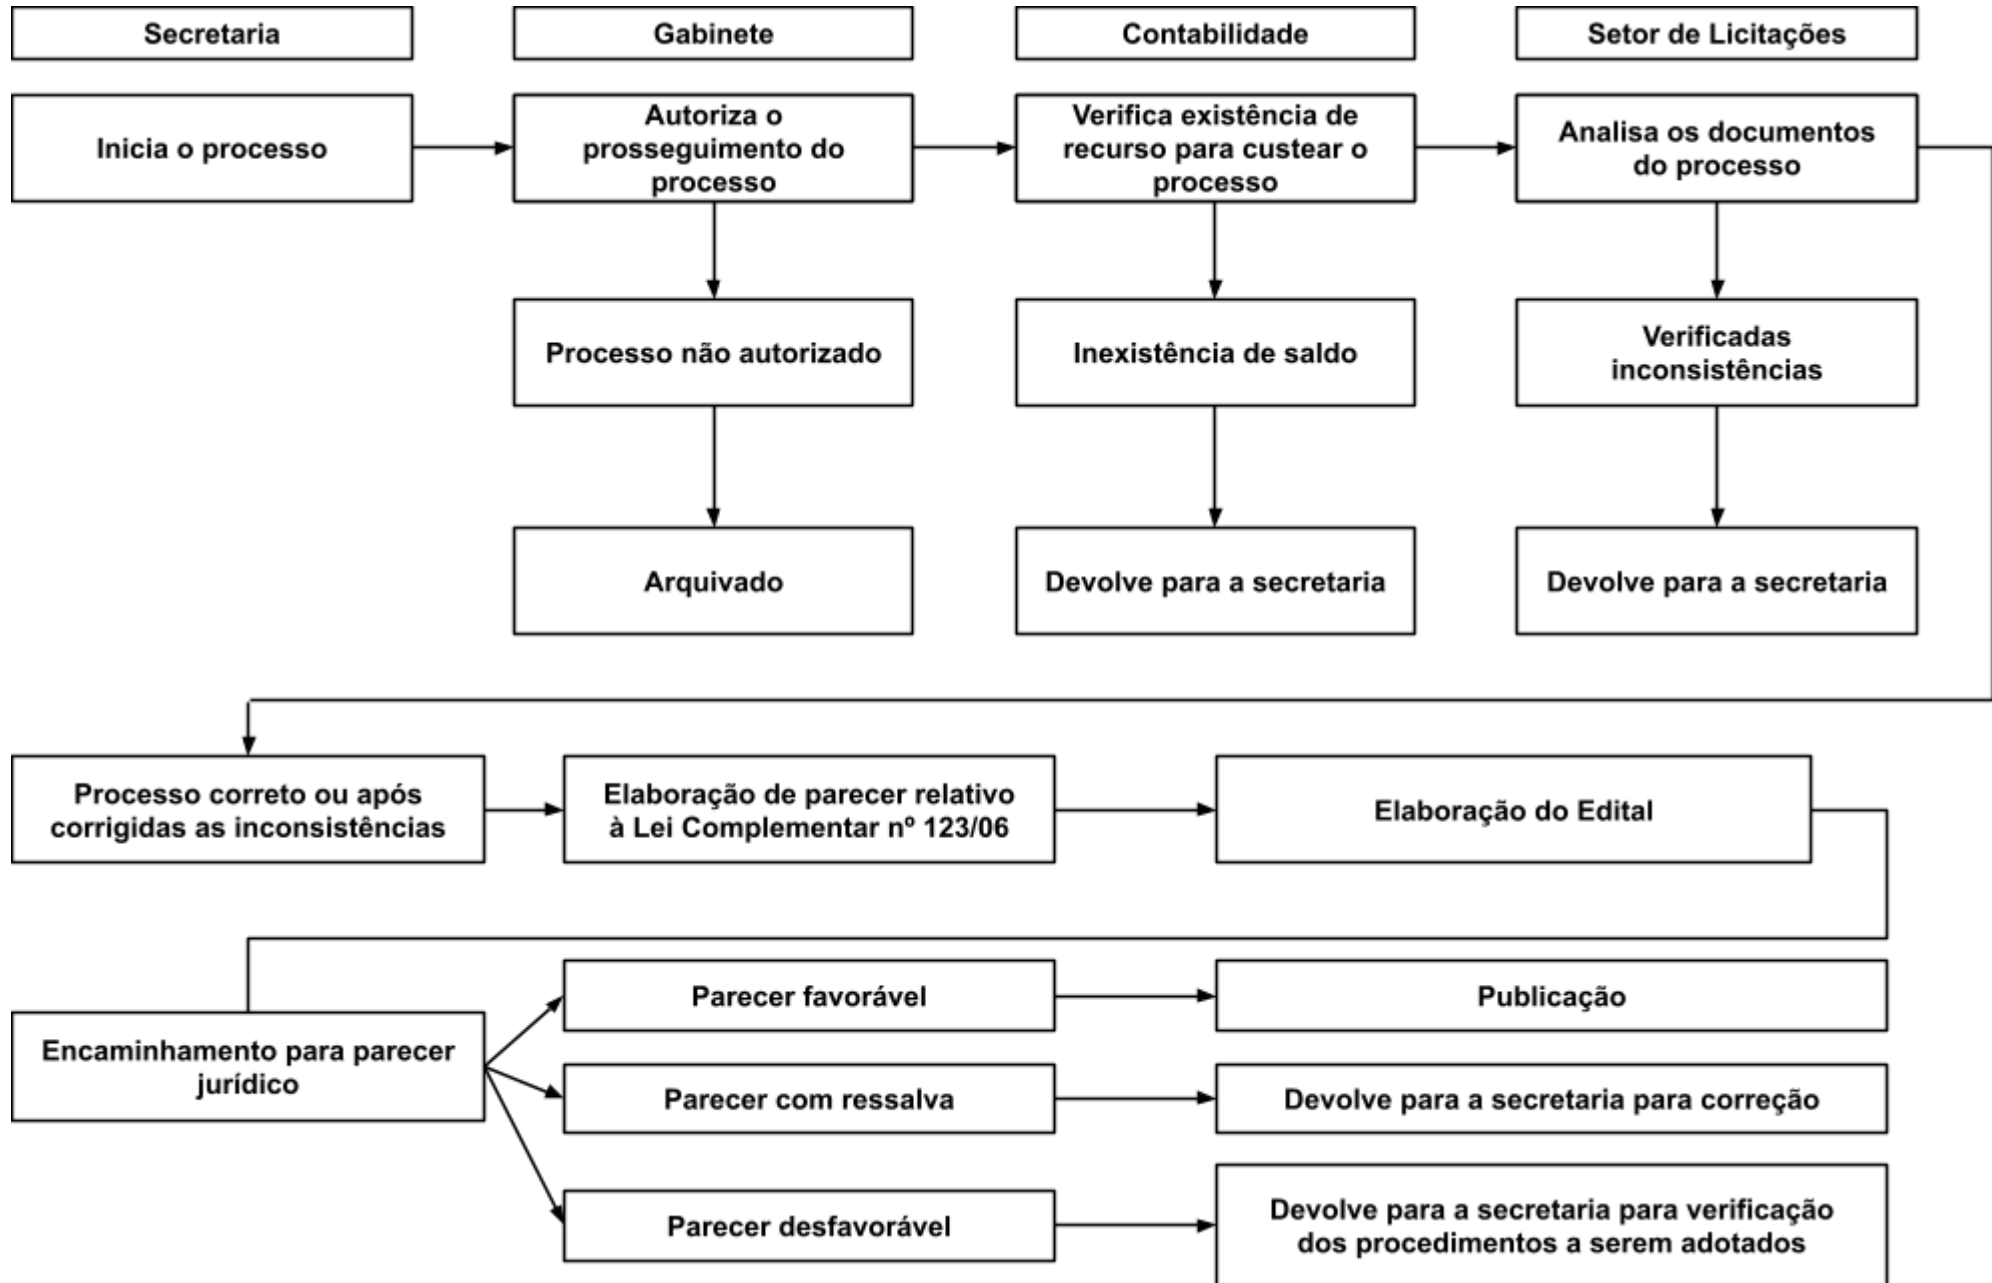 Secretaria
Gabinete
Contabilidade
Setor de Licitações
Inicia o processo
Autoriza o
prosseguimento do
processo
Verifica existência de
recurso para custear o
processo
Analisa os documentos
do processo
Processo não autorizado
Inexistência de saldo
Verificadas
inconsistências
Arquivado
Devolve para a secretaria
Devolve para a secretaria
Processo correto ou após
corrigidas as inconsistências
Elaboração de parecer relativo
à Lei Complementar nº 123/06
Elaboração do Edital
Encaminhamento para parecer
jurídico
Parecer favorável
Publicação
Parecer com ressalva
Devolve para a secretaria para correção
Parecer desfavorável
Devolve para a secretaria para verificação
dos procedimentos a serem adotados